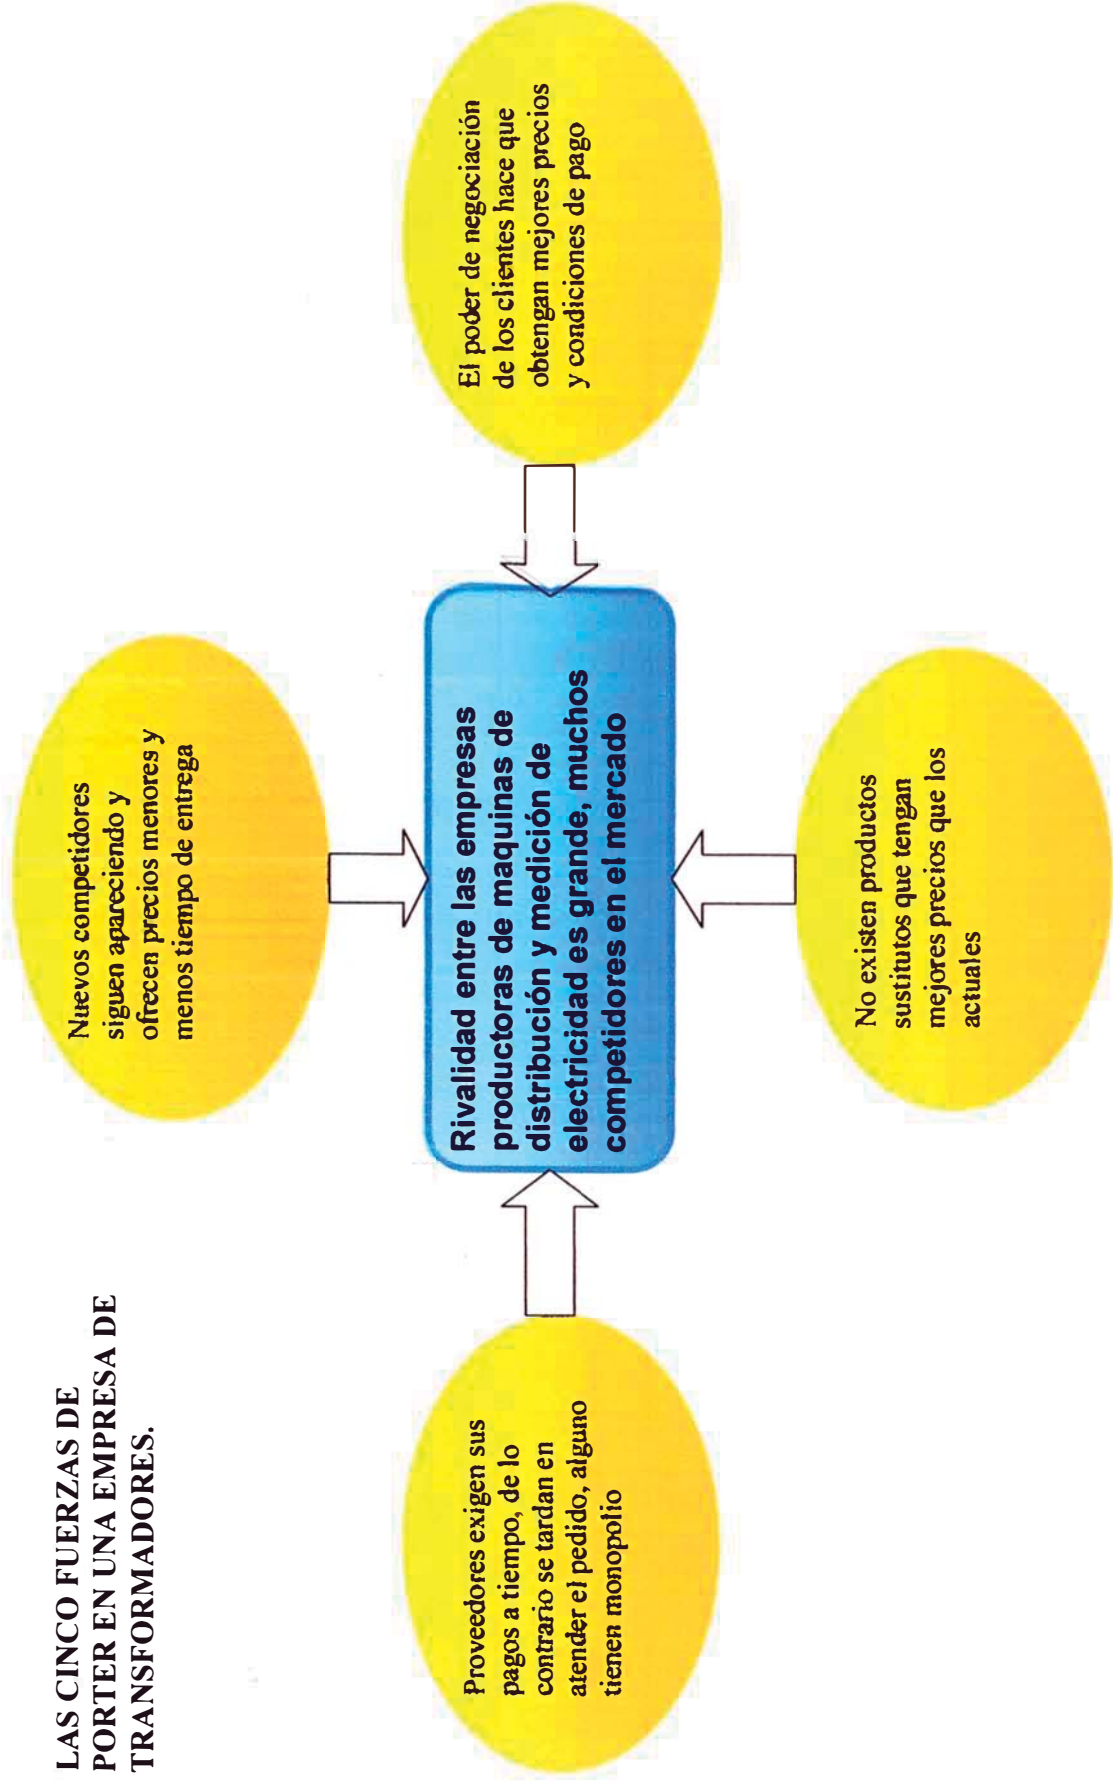 LAS CINCO FUERZAS DE
PORTER EN UNA EMPRESA DE
TRANSFORMADORES.
Nuevos competidores
siguen apareciendo y
ofrecen precios menores y
menos tiempo de entrega
Proveedores exigen sus
pagos a tiempo, de lo
contrario se tardan en
atender el pedido, alguno
tienen monopolio
Rivalidad entre las empresas
productoras de maquinas de
distribución y medición de
electricidad es grande, muchos
competidores en el mercado
El poder de negociación
de los clientes hace que
obtengan mejores precios
y condiciones de pago
No existen productos
sustitutos que tengan
mejores precios que los
actuales